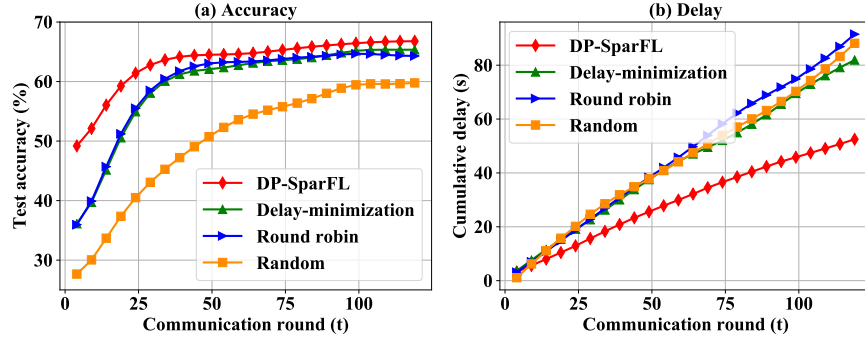 (a) Accuracy
Test accuracy (%)
60
50
40
30
DP-SparFL
Delay-minimization
Round robin
Random
0
25
50
75
100
Communication round (t)
(b) Delay
Cumulative delay (s)
80
60
40
20
0
DP-SparFL
Delay-minimization
Round robin
Random
0
25
50
75
100
Communication round (t)